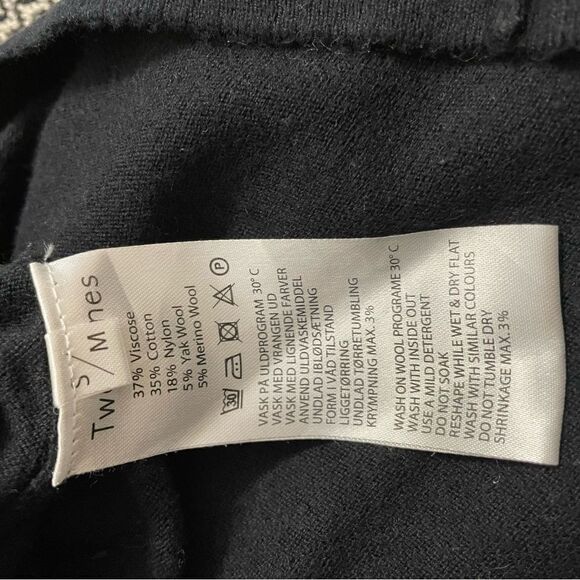 S/M
37% Viscose
35% Cotton
18% Nylon
5% Yak Wool
5% Merino Wool
30 P
VASK PÅ ULDPROGRAM 30° C
VASK MED VRANGEN UD
VASK MED LIGNENDE FARVER
ANVEND ULDVASKEMIDDEL
UNDLAD IBLØDSÆTNING
FORM I VÅD TILSTAND
LIGGETØRRING
UNDLAD TØRRETUMBLING
KRYMPNING MAX. 3%
WASH ON WOOL PROGRAME 30° C
WASH WITH INSIDE OUT
USE A MILD DETERGENT
DO NOT SOAK
RESHAPE WHILE WET & DRY FLAT
WASH WITH SIMILAR COLOURS
DO NOT TUMBLE DRY
SHRINKAGE MAX. 3%